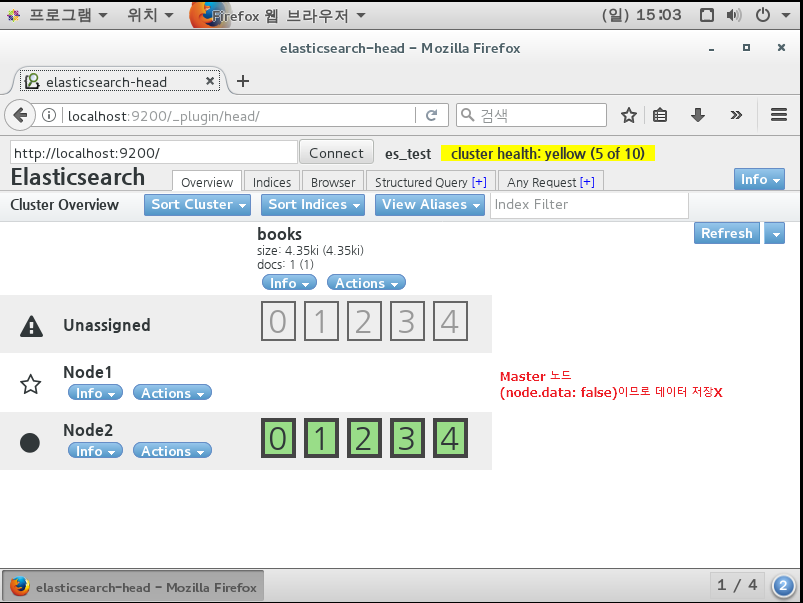 프로그램 위치 Firefox 웹 브라우저 (일) 15:03
elasticsearch-head - Mozilla Firefox
elasticsearch-head
localhost:9200/_plugin/head/ 검색
http://localhost:9200/ Connect es_test cluster health: yellow (5 of 10)
Elasticsearch Overview Indices Browser Structured Query [+] Any Request [+] Info
Cluster Overview Sort Cluster Sort Indices View Aliases Index Filter
books Refresh
size: 4.35ki (4.35ki)
docs: 1 (1)
Info Actions
Unassigned 0 1 2 3 4
Node1
Info Actions
Master 노드
(node.data: false)이므로 데이터 저장X
Node2 0 1 2 3 4
Info Actions
elasticsearch-head - Mozilla Firefox 1 / 4 2